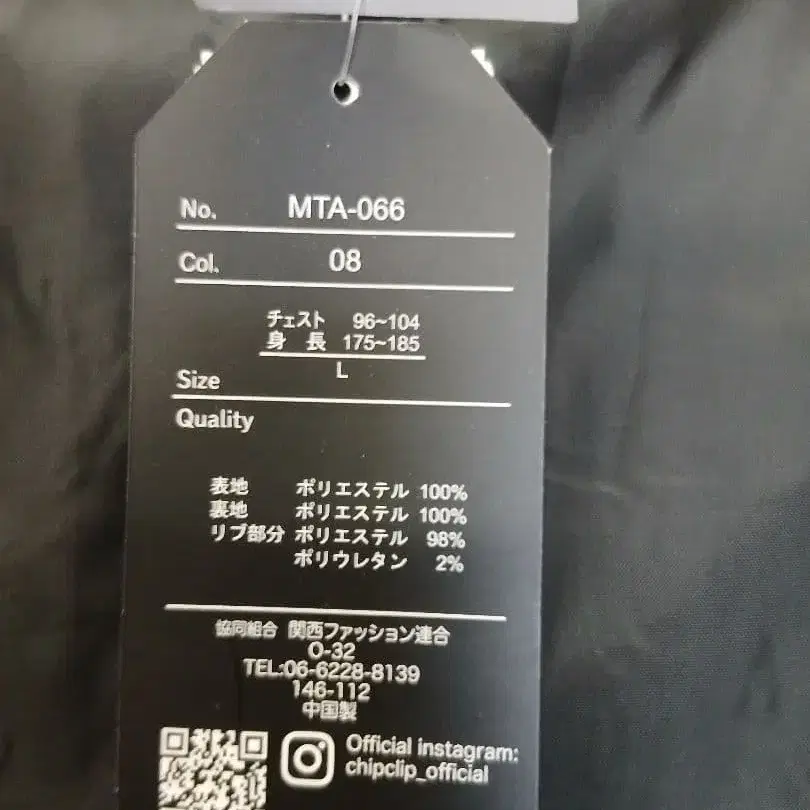 No. MTA-066
Col. 08
チェスト 96~104
身 長 175~185
L
Size
Quality
表地 ポリエステル 100%
裏地 ポリエステル 100%
リブ部分 ポリエステル 98%
ポリウレタン 2%
協同組合 関西ファッション連合
O-32
TEL:06-6228-8139
146-112
中国製
Official instagram:
chipclip_official